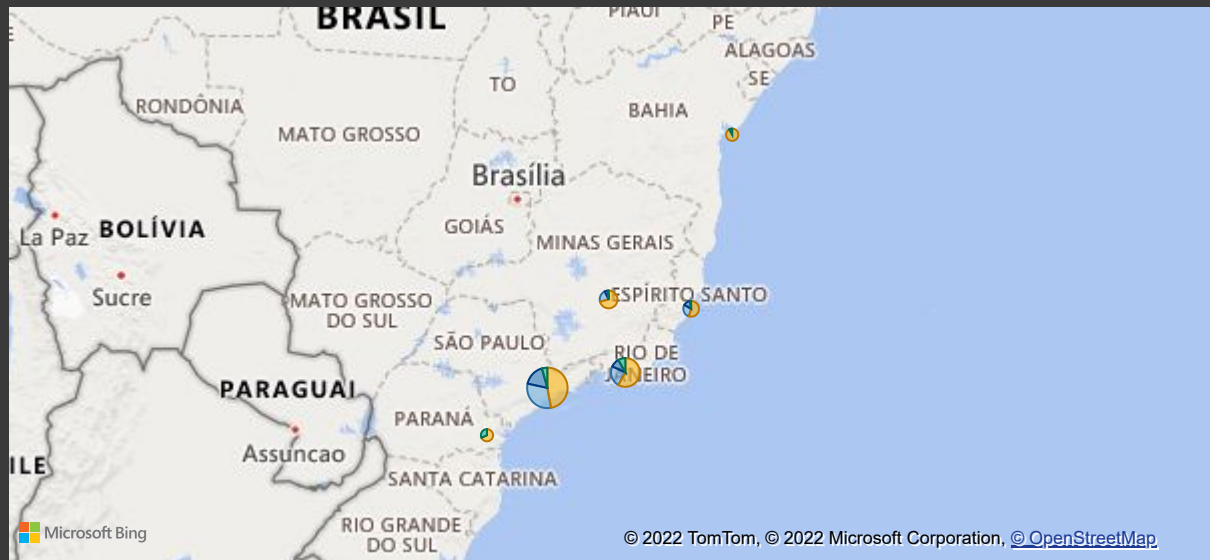 BRASIL
PIAUÍ
PE
ALAGOAS
SE
TO
BAHIA
RONDÔNIA
MATO GROSSO
Brasília
GOIÁS
MINAS GERAIS
BOLÍVIA
La Paz
Sucre
ESPÍRITO SANTO
MATO GROSSO
DO SUL
SÃO PAULO
RIO DE
JANEIRO
PARAGUAI
PARANÁ
Assuncao
ILE
SANTA CATARINA
RIO GRANDE
DO SUL
Microsoft Bing
© 2022 TomTom, © 2022 Microsoft Corporation, © OpenStreetMap